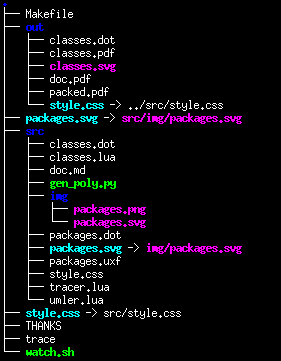 .
├── Makefile
├── out
│   ├── classes.dot
│   ├── classes.pdf
│   ├── classes.svg
│   ├── doc.pdf
│   ├── packed.pdf
│   └── style.css -> ../src/style.css
├── packages.svg -> src/img/packages.svg
├── src
│   ├── classes.dot
│   ├── classes.lua
│   ├── doc.md
│   ├── gen_poly.py
│   ├── img
│   │   ├── packages.png
│   │   └── packages.svg
│   ├── packages.dot
│   ├── packages.svg -> img/packages.svg
│   ├── packages.uxf
│   ├── style.css
│   ├── tracer.lua
│   └── umler.lua
├── style.css -> src/style.css
├── THANKS
├── trace
└── watch.sh